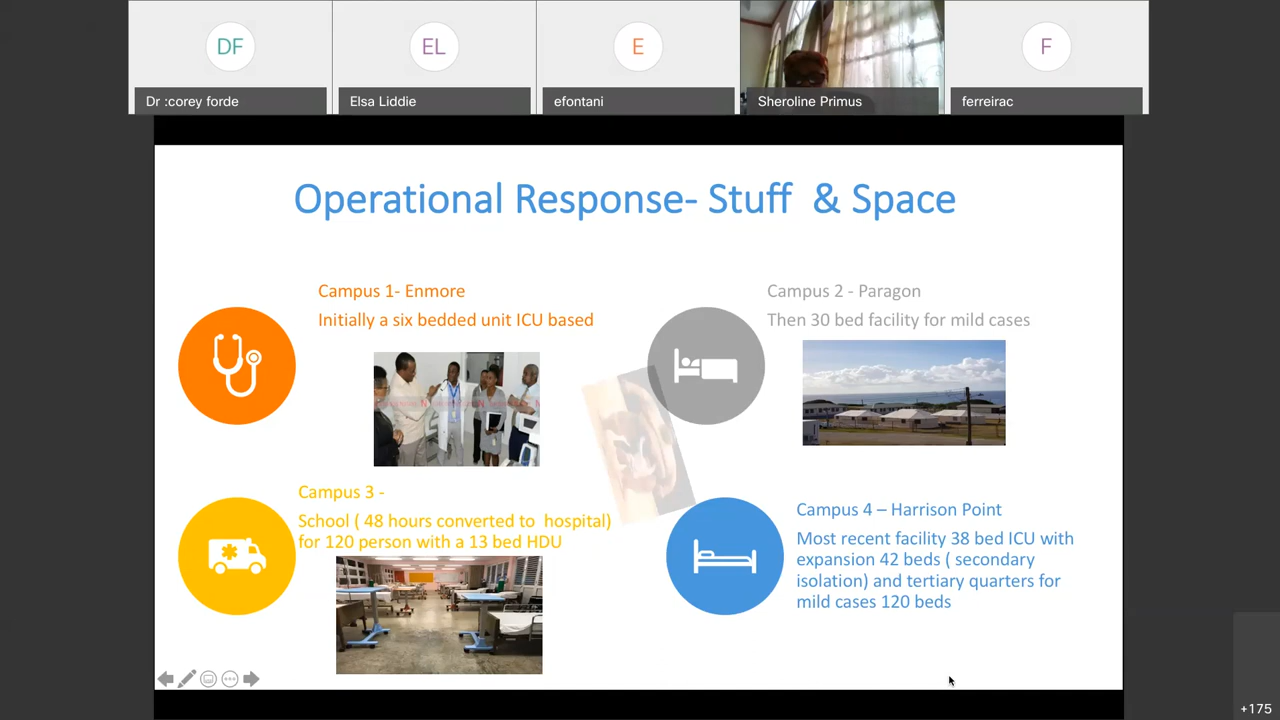 DF
EL
E
F
Dr :corey forde
Elsa Liddie
efontani
Sheroline Primus
ferreirac
Operational Response- Stuff & Space
Campus 1- Enmore
Initially a six bedded unit ICU based
Campus 2 - Paragon
Then 30 bed facility for mild cases
Campus 3 -
School ( 48 hours converted to hospital)
for 120 person with a 13 bed HDU
Campus 4 – Harrison Point
Most recent facility 38 bed ICU with
expansion 42 beds ( secondary
isolation) and tertiary quarters for
mild cases 120 beds
+175